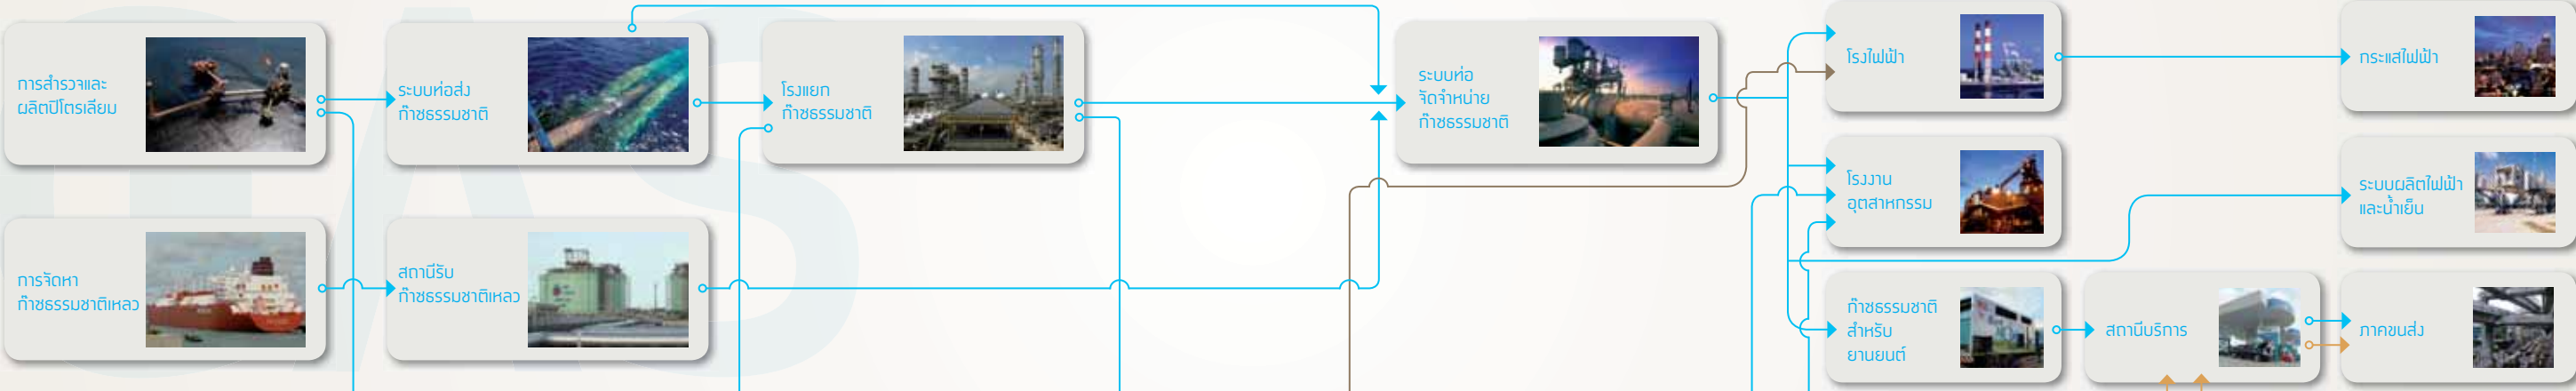 GAS
การสำรวจและ
ผลิตปิโตรเลียม
ระบบท่อส่ง
ก๊าซธรรมชาติ
โรงแยก
ก๊าซธรรมชาติ
ระบบท่อ
จัดจำหน่าย
ก๊าซธรรมชาติ
โรงไฟฟ้า
กระแสไฟฟ้า
โรงงาน
อุตสาหกรรม
ระบบผลิตไฟฟ้า
และน้ำเย็น
การจัดหา
ก๊าซธรรมชาติเหลว
สถานีรับ
ก๊าซธรรมชาติเหลว
ก๊าซธรรมชาติ
สำหรับ
ยานยนต์
สถานีบริการ
ภาคขนส่ง